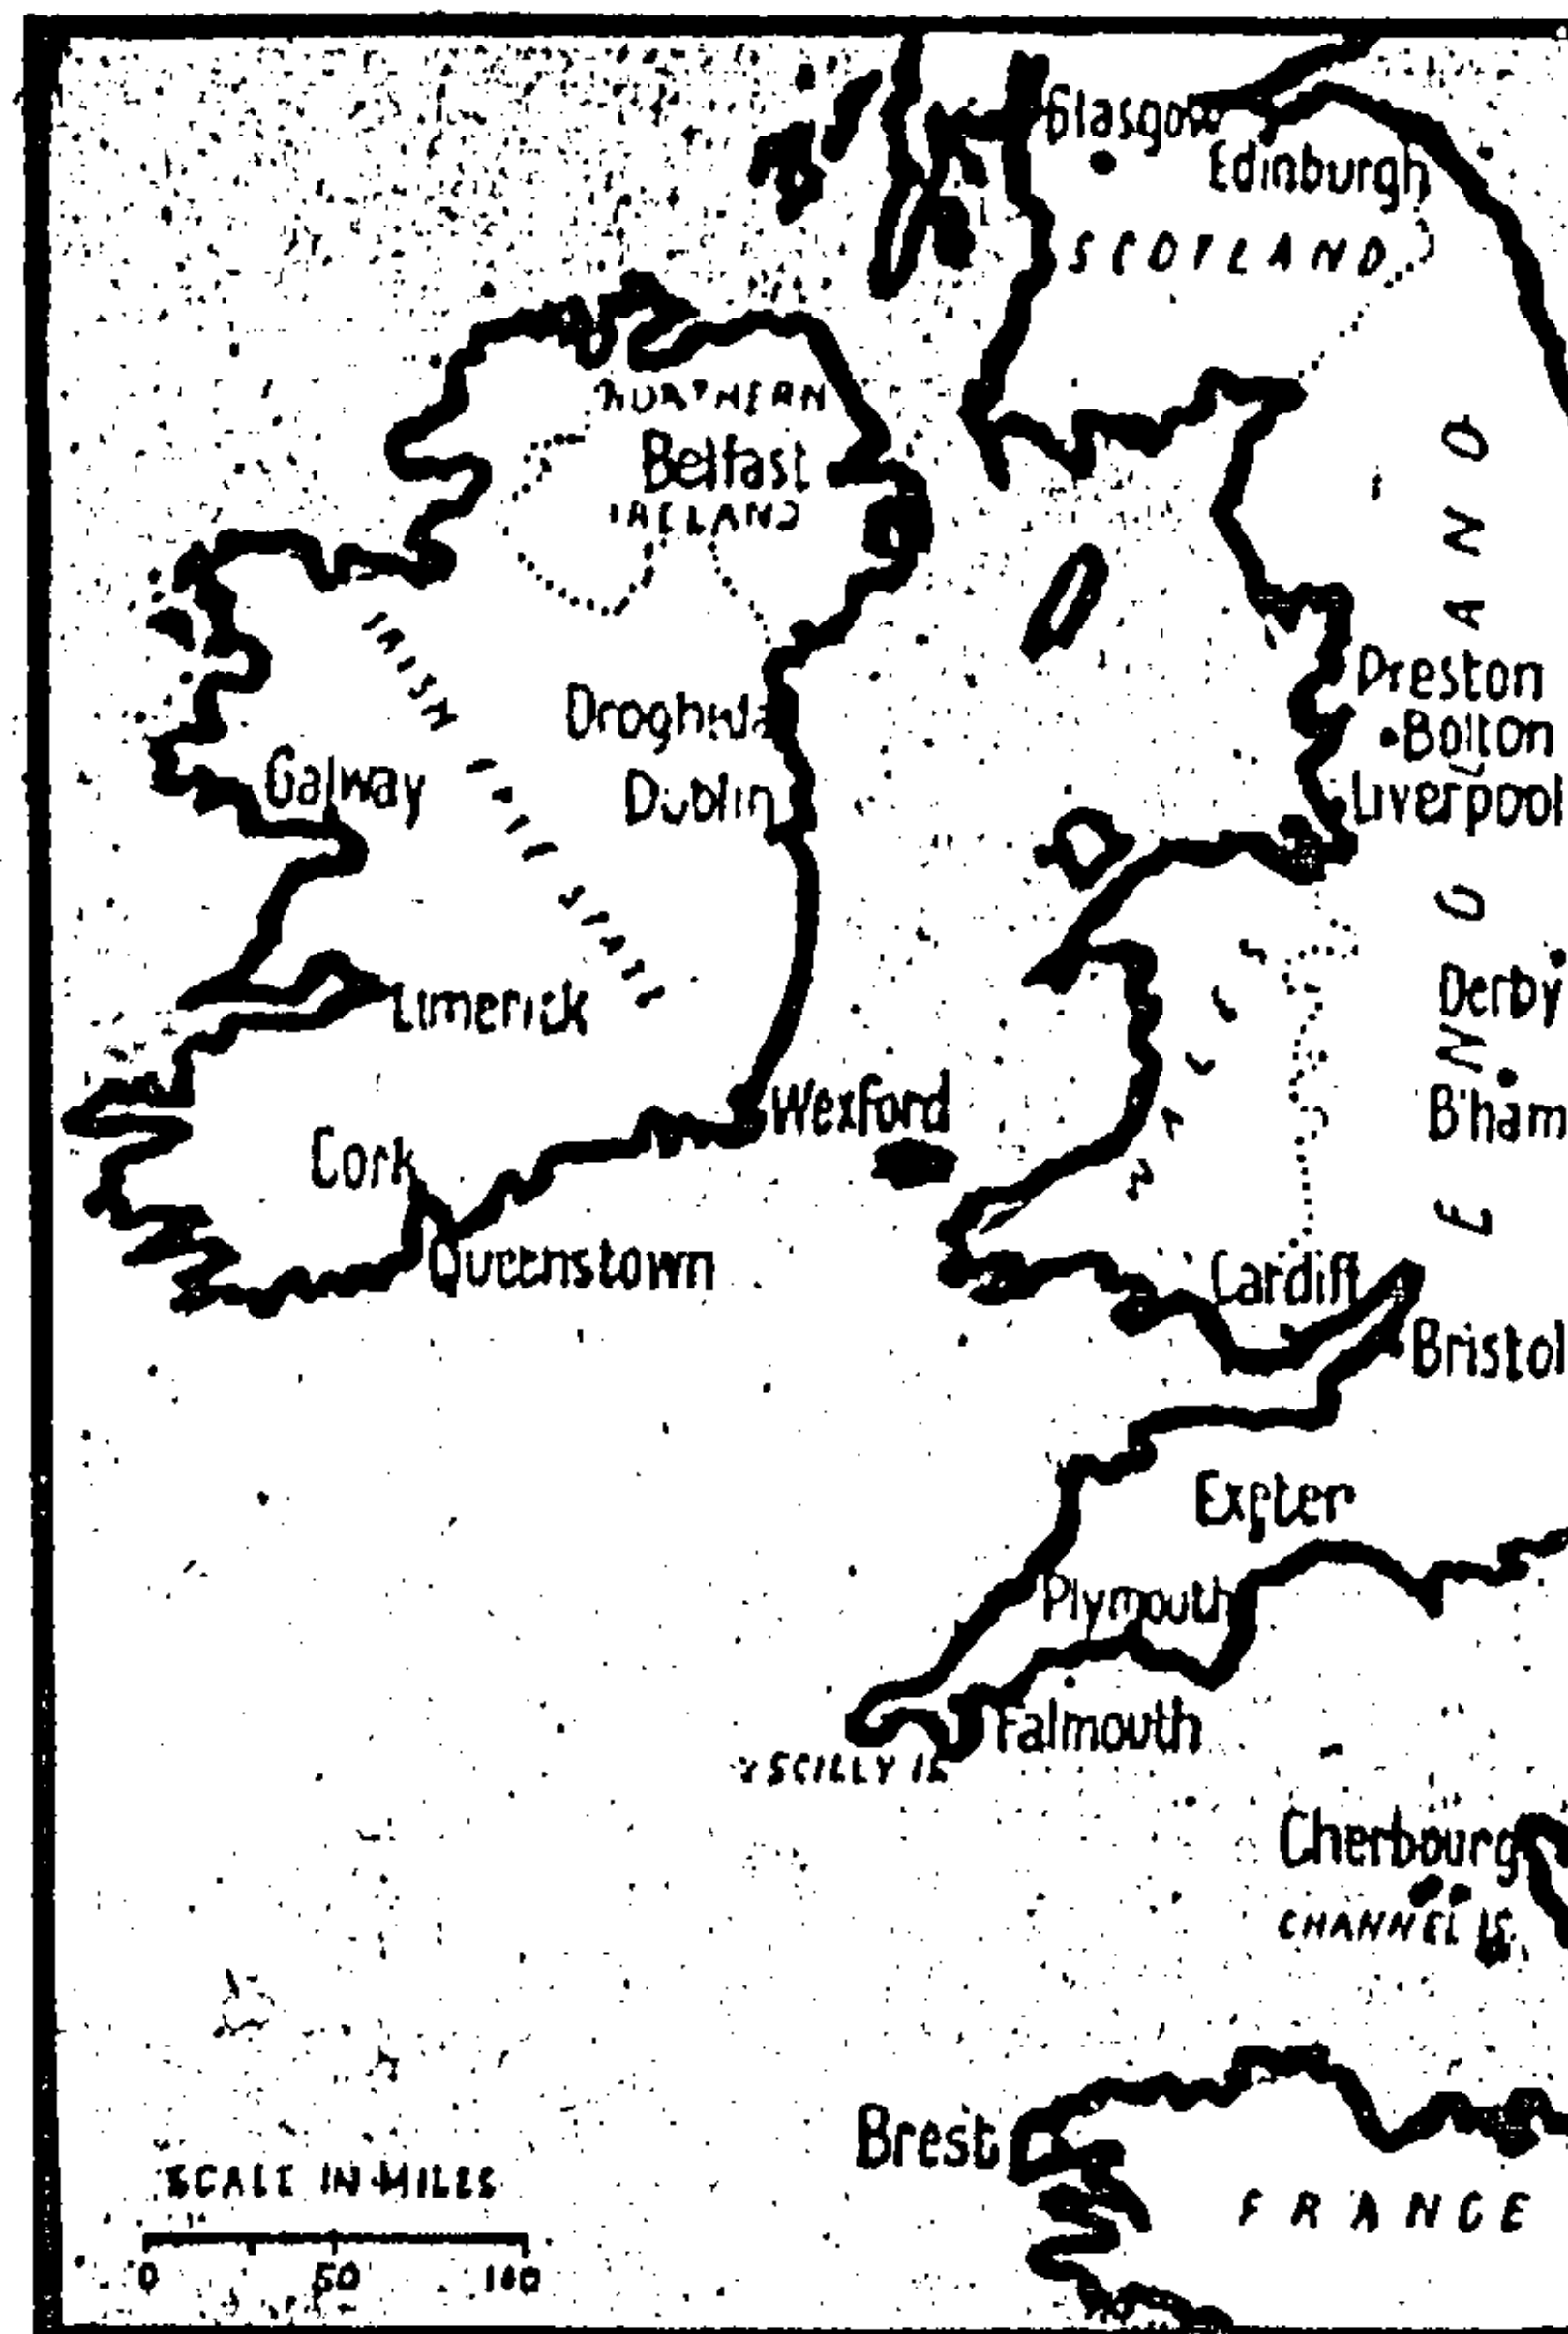 Glasgow
Edinburgh
SCOTLAND
NORTHERN
Belfast
IRELAND
IRISH FREE STATE
Preston
Bolton
Liverpool
Drogheda
Dublin
Galway
ENGLAND
WALES
Derby
Limerick
B'ham
Wexford
Cork
Queenstown
Cardiff
Bristol
Exeter
Plymouth
Falmouth
SCILLY IS
Cherbourg
CHANNEL IS.
Brest
FRANCE
SCALE IN MILES
0 50 100